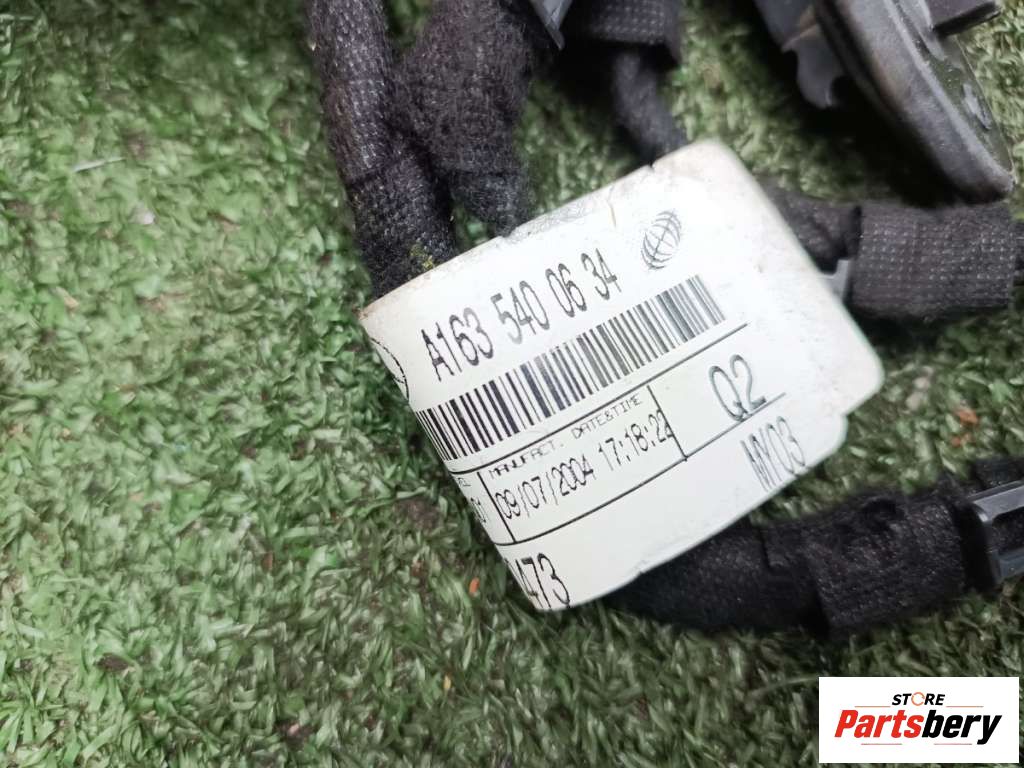 A163 540 06 34
MANUFACT. DATE&TIME
09/07/2004 17:18:22
Q2
MY03
473
STORE
Partsbery